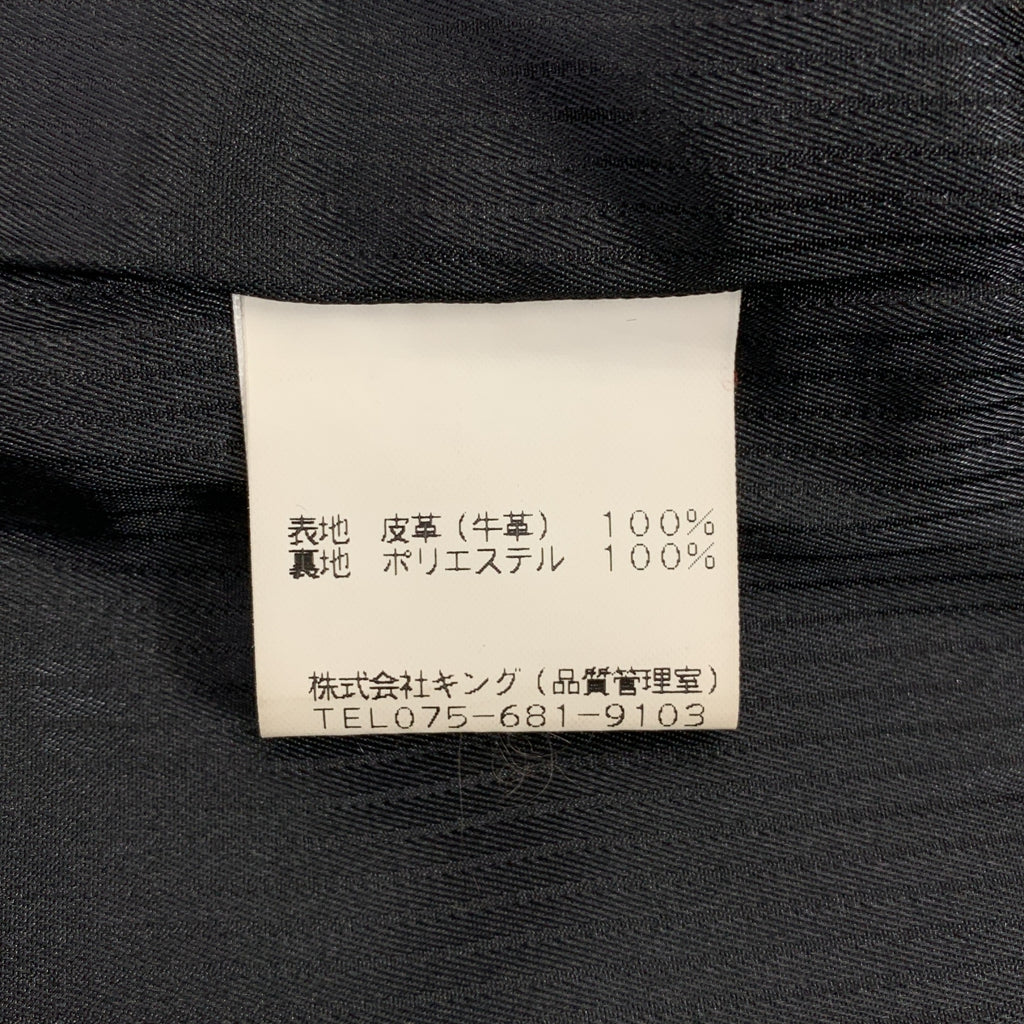 表地 皮革(牛革) 100%
裏地 ポリエステル 100%
株式会社キング(品質管理室)
TEL075-681-9103